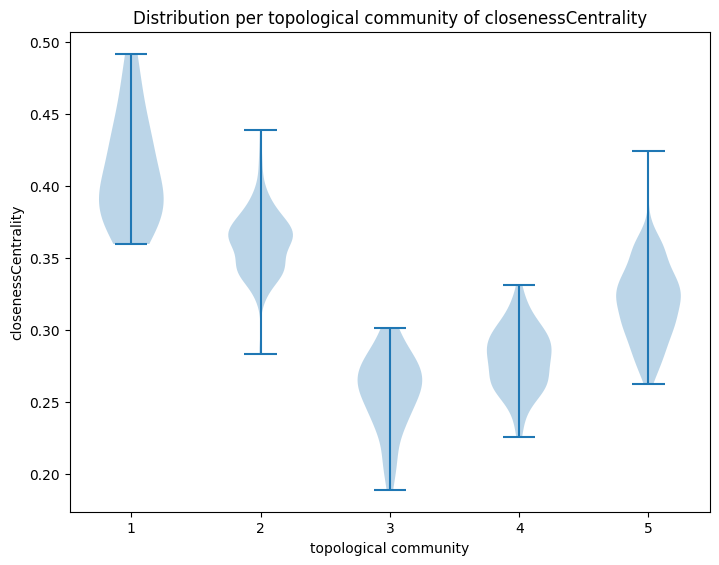 Distribution per topological community of closenessCentrality
0.50
0.45
0.40
0.35
0.30
0.25
0.20
closenessCentrality
1 2 3 4 5
topological community